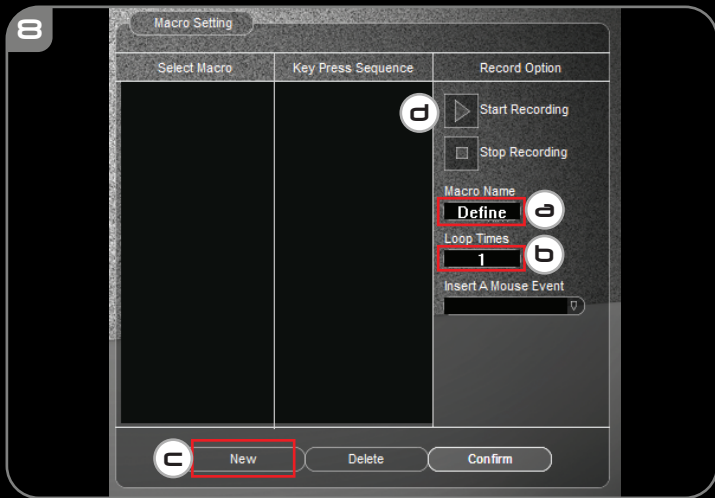 8
Macro Setting
Select Macro
Key Press Sequence
Record Option
d
Start Recording
Stop Recording
Macro Name
Define
a
Loop Times
1
b
Insert A Mouse Event
c
New
Delete
Confirm